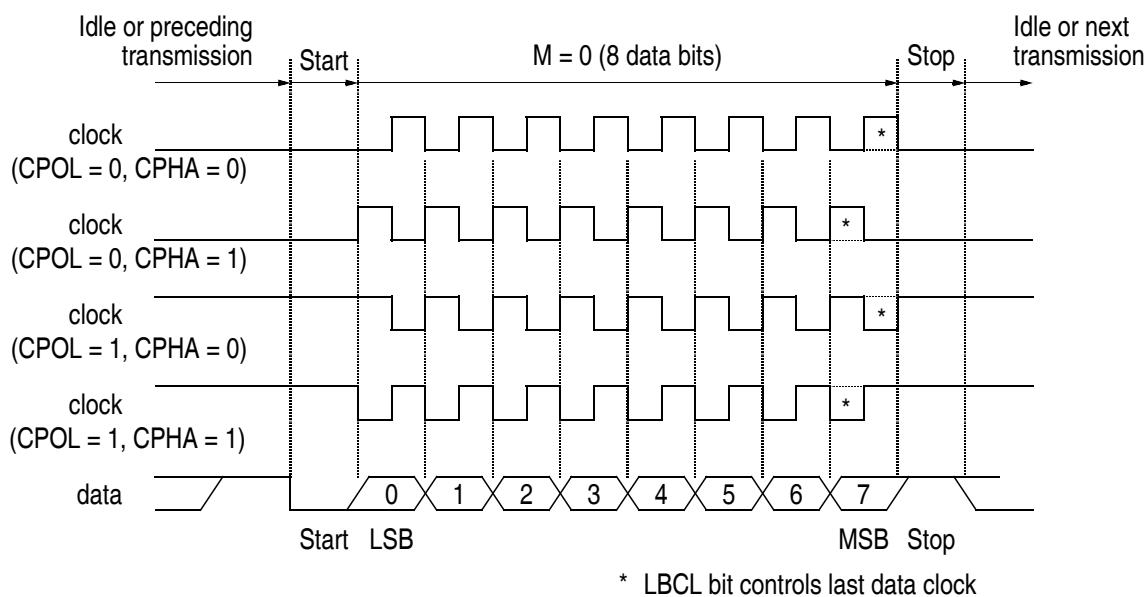 Idle or preceding
transmission
Start
M = 0 (8 data bits)
Stop
Idle or next
transmission
clock
(CPOL = 0, CPHA = 0)
*
clock
(CPOL = 0, CPHA = 1)
*
clock
(CPOL = 1, CPHA = 0)
*
clock
(CPOL = 1, CPHA = 1)
*
data
0 1 2 3 4 5 6 7
Start LSB MSB Stop
* LBCL bit controls last data clock